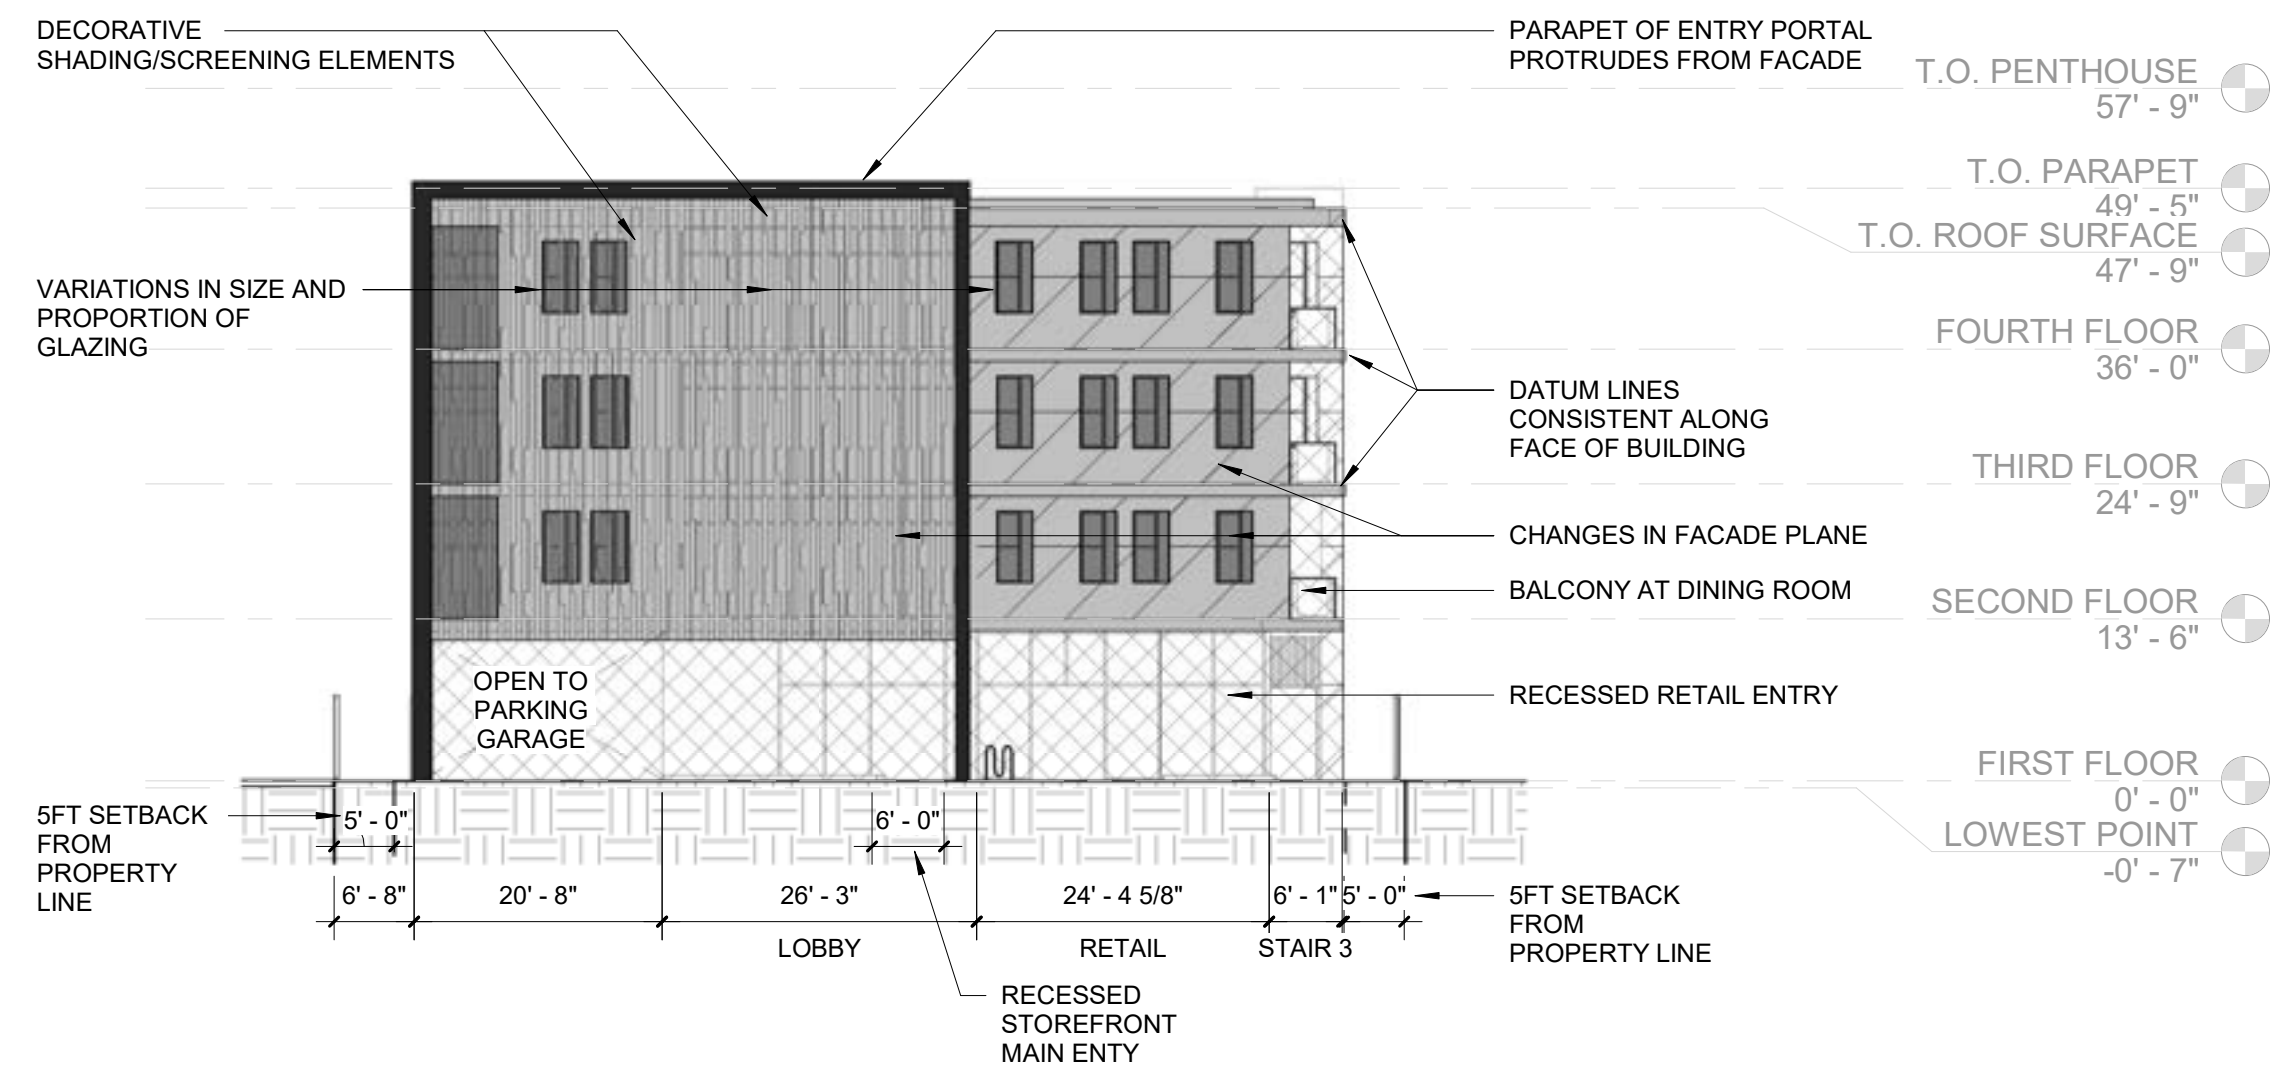 DECORATIVE
SHADING/SCREENING ELEMENTS
PARAPET OF ENTRY PORTAL
PROTRUDES FROM FACADE
T.O. PENTHOUSE
57' - 9"
T.O. PARAPET
49' - 5"
T.O. ROOF SURFACE
47' - 9"
VARIATIONS IN SIZE AND
PROPORTION OF
GLAZING
FOURTH FLOOR
36' - 0"
DATUM LINES
CONSISTENT ALONG
FACE OF BUILDING
THIRD FLOOR
24' - 9"
CHANGES IN FACADE PLANE
BALCONY AT DINING ROOM
SECOND FLOOR
13' - 6"
OPEN TO
PARKING
GARAGE
RECESSED RETAIL ENTRY
FIRST FLOOR
0' - 0"
LOWEST POINT
-0' - 7"
5FT SETBACK
FROM
PROPERTY
LINE
5' - 0"
6' - 0"
6' - 8"
20' - 8"
26' - 3"
24' - 4 5/8"
6' - 1"
5' - 0"
5FT SETBACK
FROM
PROPERTY LINE
LOBBY
RETAIL
STAIR 3
RECESSED
STOREFRONT
MAIN ENTY